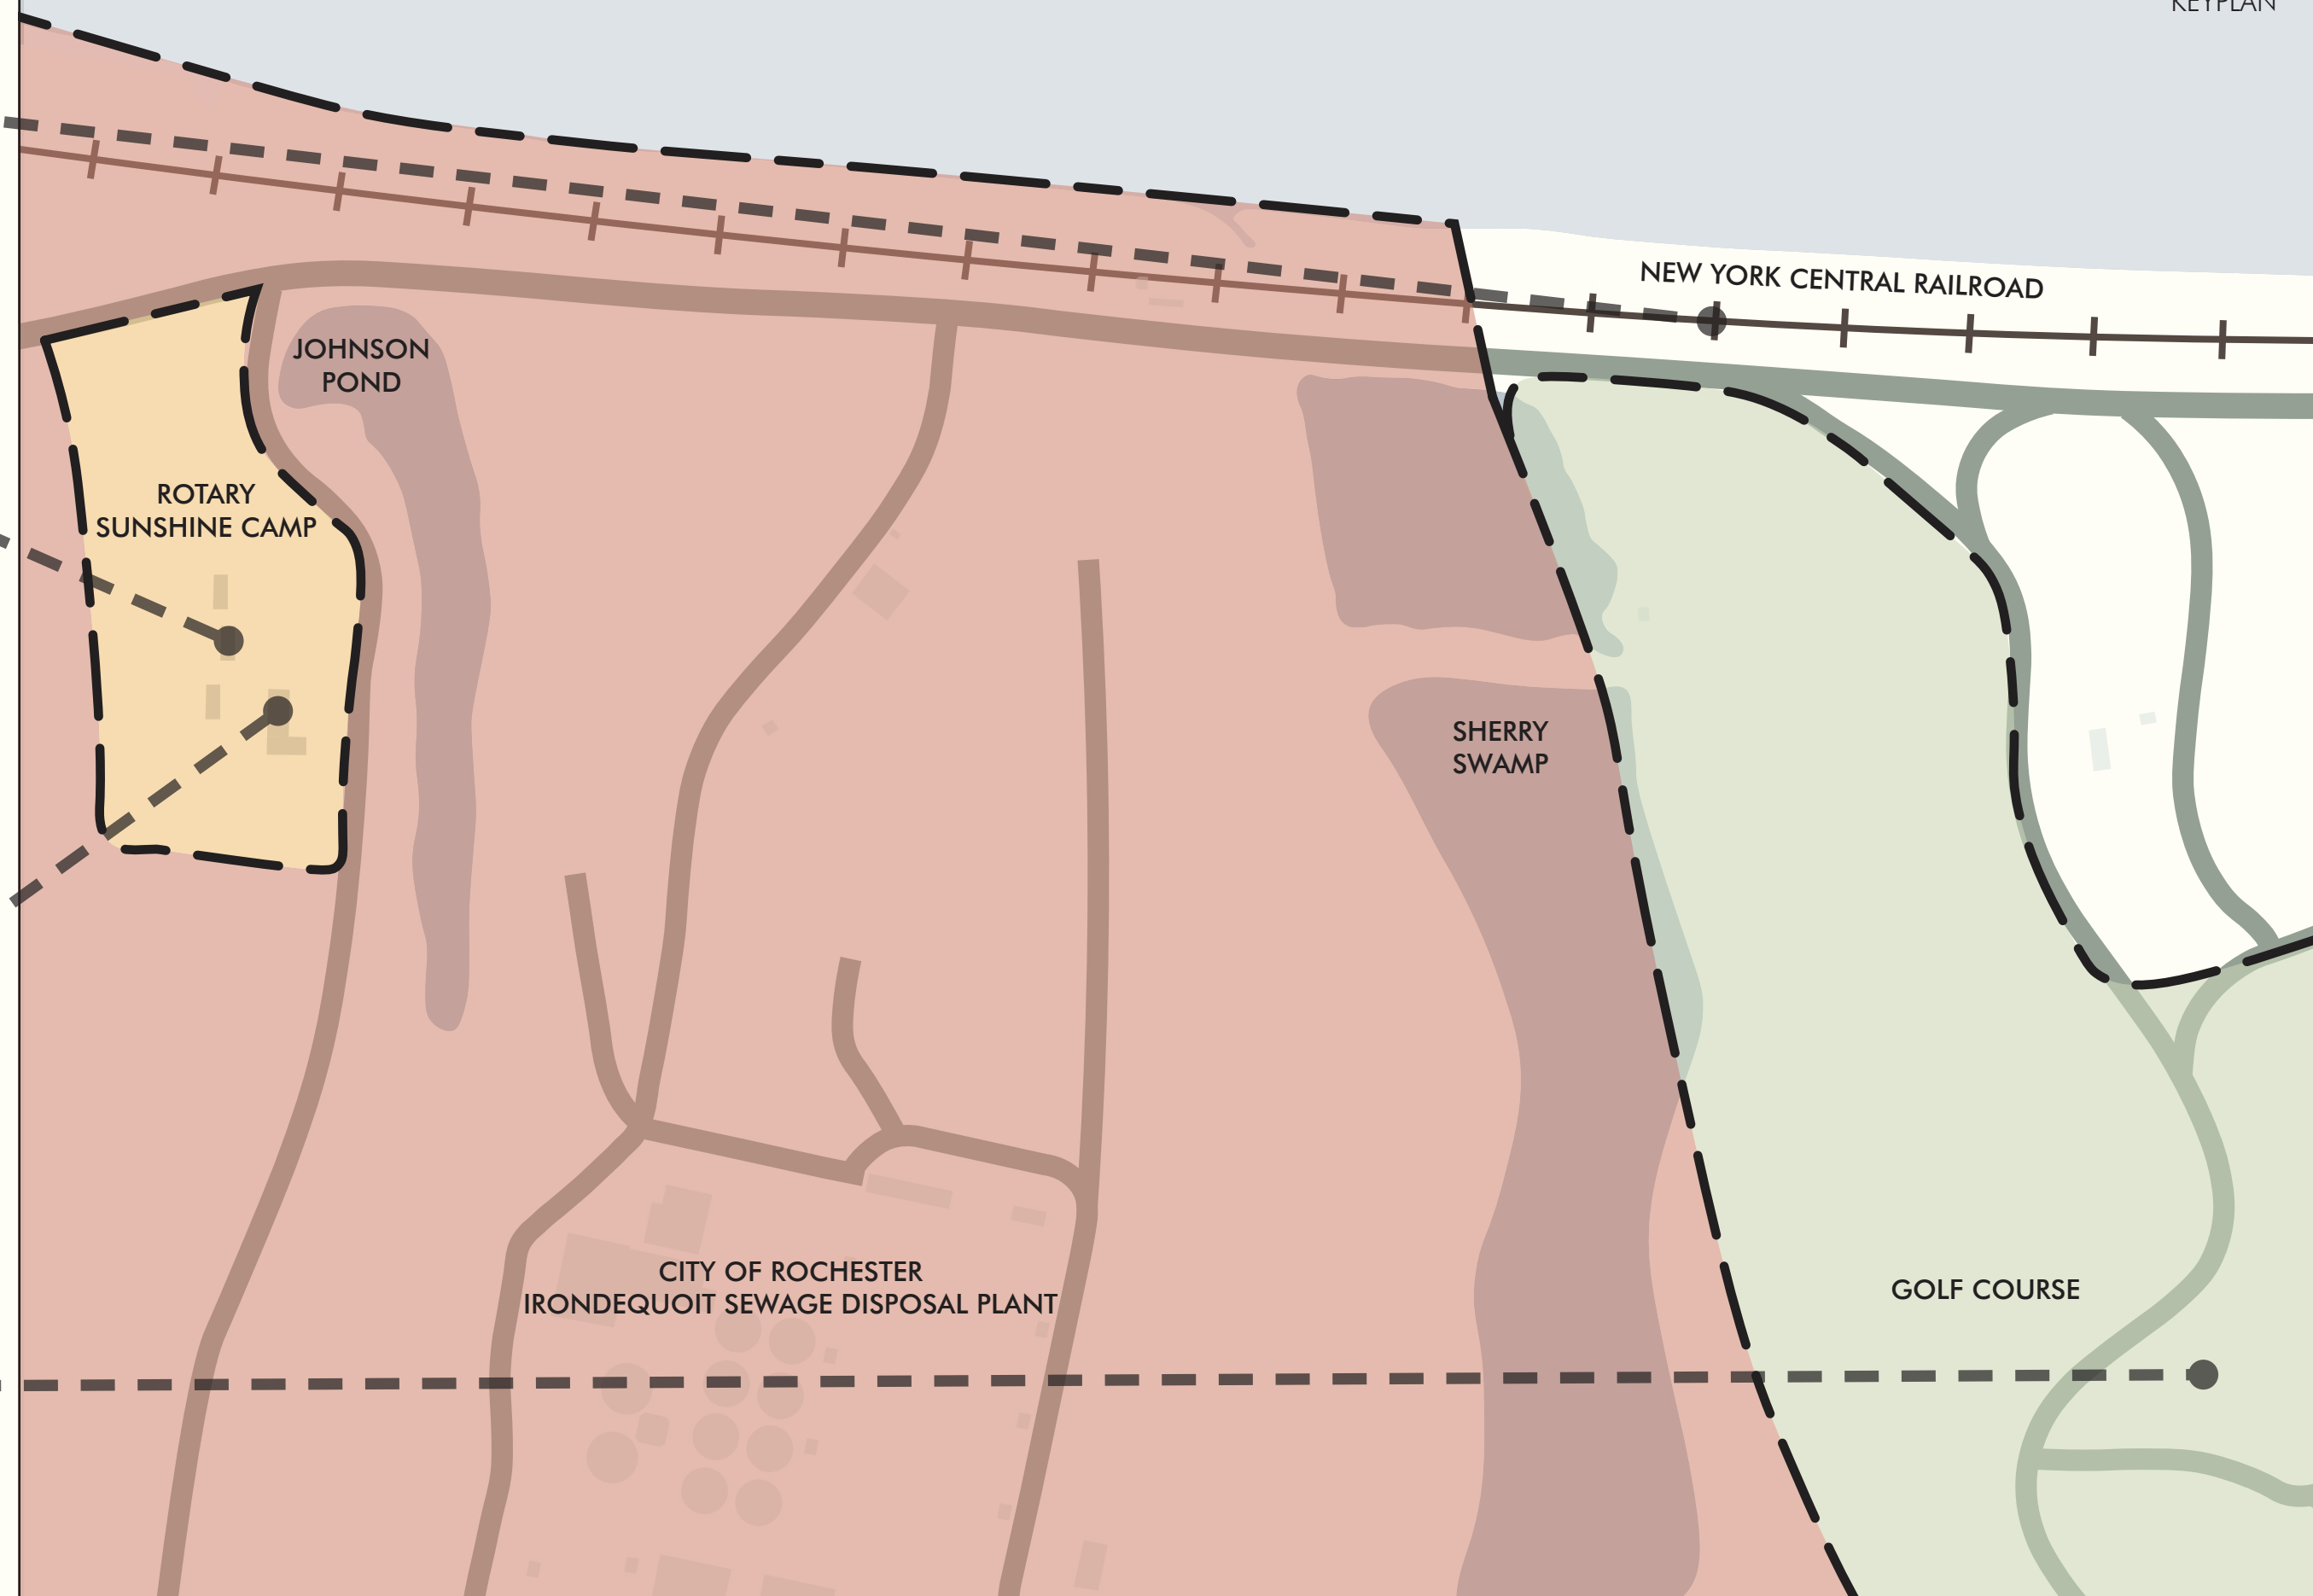 KEYPLAN
NEW YORK CENTRAL RAILROAD
JOHNSON
POND
ROTARY
SUNSHINE CAMP
SHERRY
SWAMP
CITY OF ROCHESTER
IRONDEQUOIT SEWAGE DISPOSAL PLANT
GOLF COURSE